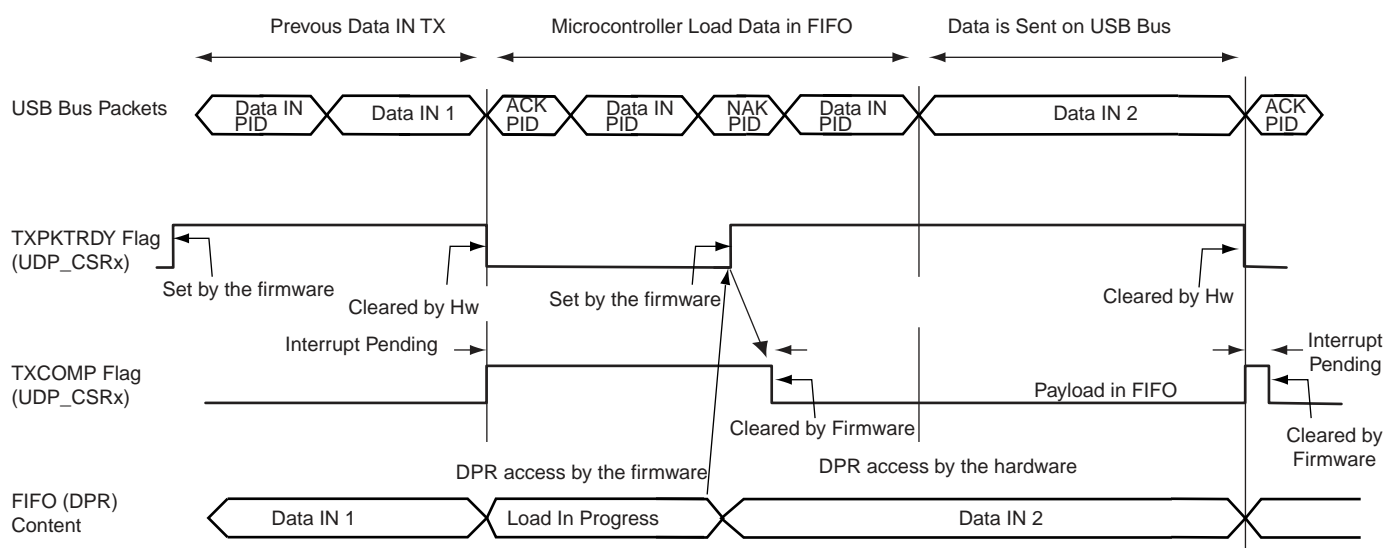 Prevous Data IN TX
Microcontroller Load Data in FIFO
Data is Sent on USB Bus
USB Bus Packets
Data IN
PID
Data IN 1
ACK
PID
Data IN
PID
NAK
PID
Data IN
PID
Data IN 2
ACK
PID
TXPKTRDY Flag
(UDP_CSRx)
Set by the firmware
Cleared by Hw
Set by the firmware
Cleared by Hw
Interrupt Pending
Interrupt
Pending
TXCOMP Flag
(UDP_CSRx)
Payload in FIFO
Cleared by Firmware
Cleared by
Firmware
DPR access by the firmware
DPR access by the hardware
FIFO (DPR)
Content
Data IN 1
Load In Progress
Data IN 2